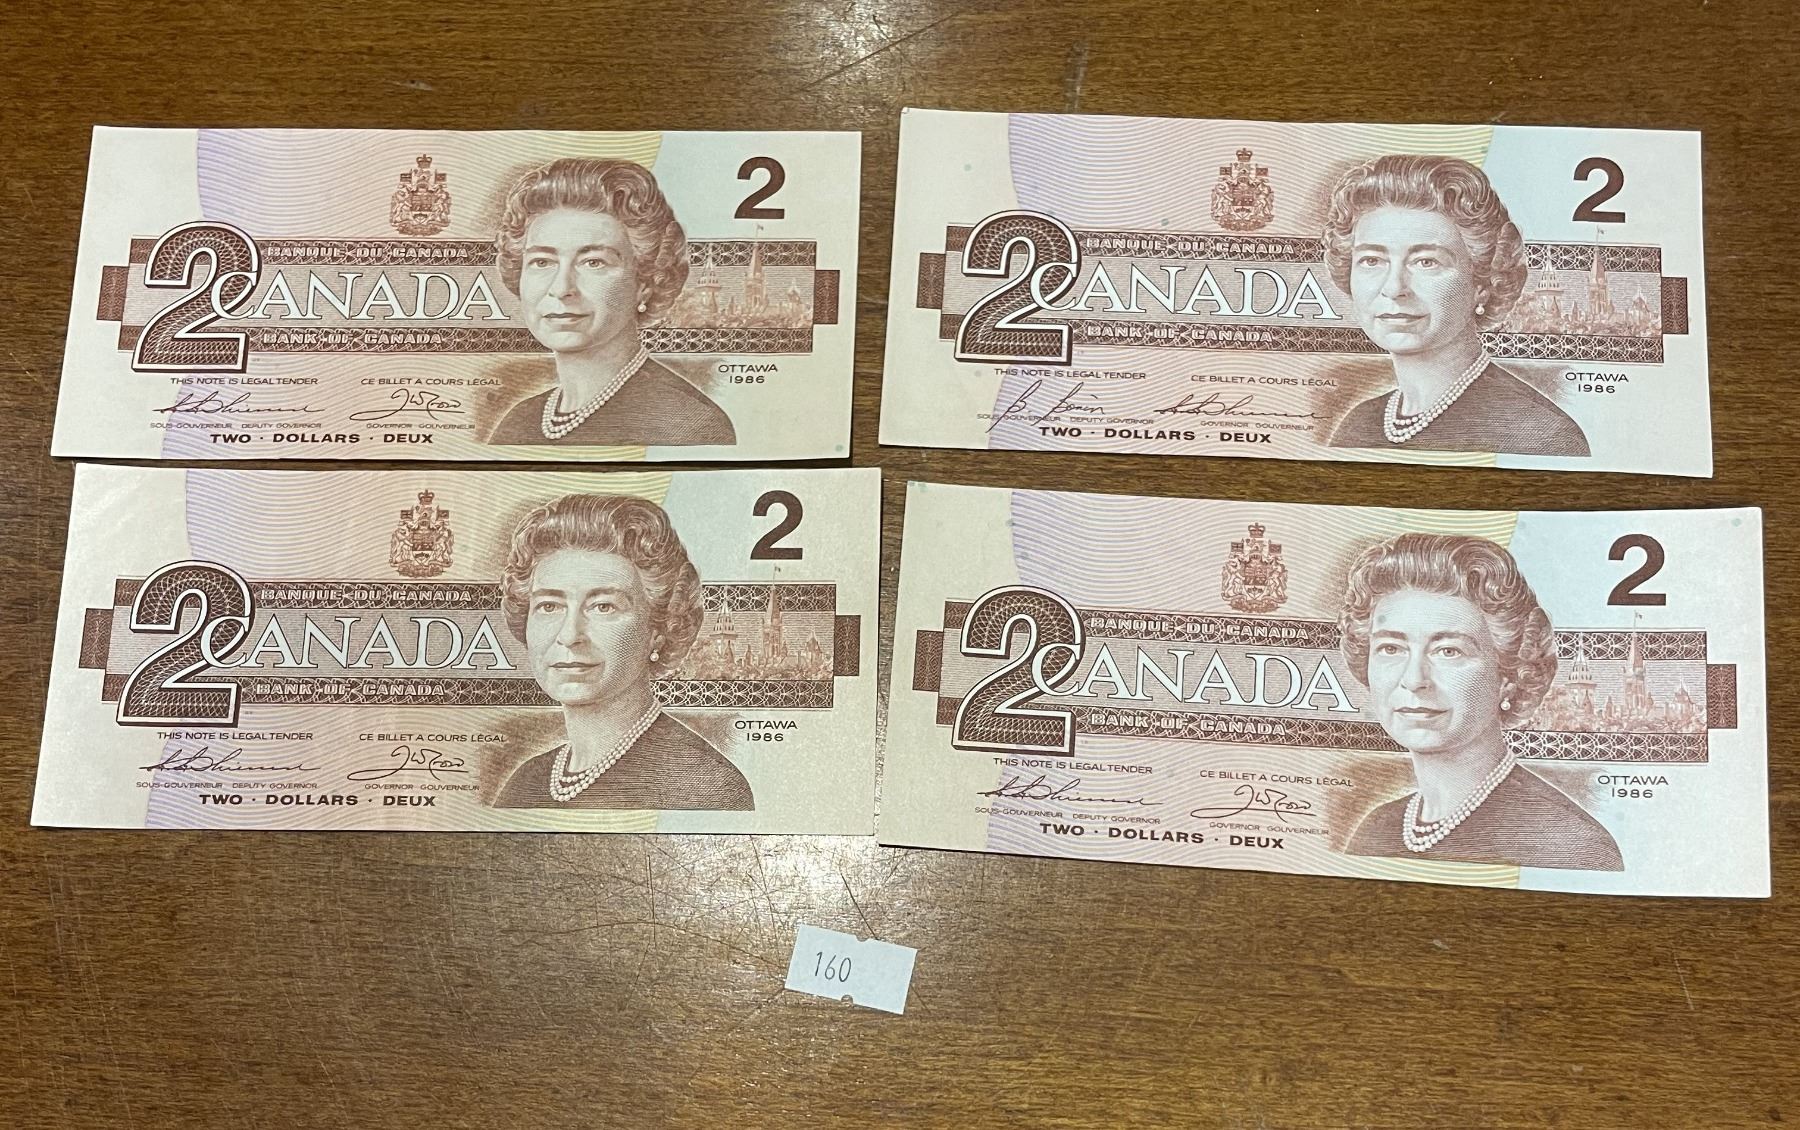 2
BANQUE DU CANADA
2 CANADA
BANK OF CANADA
OTTAWA
1986
THIS NOTE IS LEGAL TENDER CE BILLET A COURS LÉGAL
SOUS-GOUVERNEUR DEPUTY GOVERNOR GOVERNOR GOUVERNEUR
TWO · DOLLARS · DEUX
2
BANQUE DU CANADA
2 CANADA
BANK OF CANADA
OTTAWA
1986
THIS NOTE IS LEGAL TENDER CE BILLET A COURS LÉGAL
B. Bonin
SOUS-GOUVERNEUR DEPUTY GOVERNOR GOVERNOR GOUVERNEUR
TWO · DOLLARS · DEUX
2
BANQUE DU CANADA
2 CANADA
BANK OF CANADA
OTTAWA
1986
THIS NOTE IS LEGAL TENDER CE BILLET A COURS LÉGAL
SOUS-GOUVERNEUR DEPUTY GOVERNOR GOVERNOR GOUVERNEUR
TWO · DOLLARS · DEUX
2
BANQUE DU CANADA
2 CANADA
BANK OF CANADA
OTTAWA
1986
THIS NOTE IS LEGAL TENDER CE BILLET A COURS LÉGAL
SOUS-GOUVERNEUR DEPUTY GOVERNOR GOVERNOR GOUVERNEUR
TWO · DOLLARS · DEUX
160